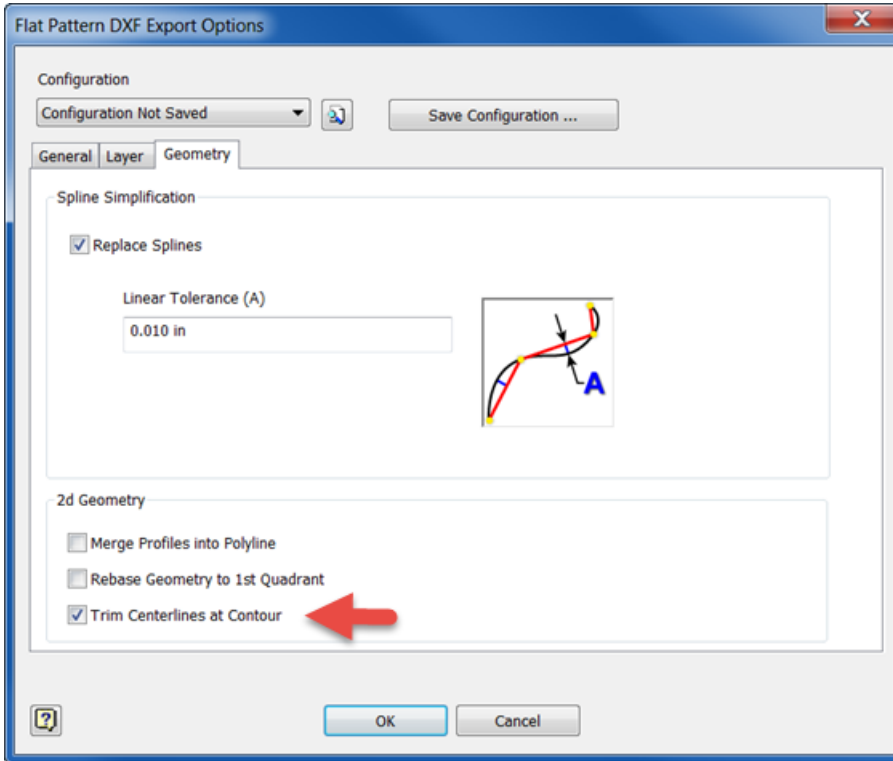 Flat Pattern DXF Export Options
Configuration
Configuration Not Saved
Save Configuration ...
General Layer Geometry
Spline Simplification
Replace Splines
Linear Tolerance (A)
0.010 in
A
2d Geometry
Merge Profiles into Polyline
Rebase Geometry to 1st Quadrant
Trim Centerlines at Contour
OK Cancel